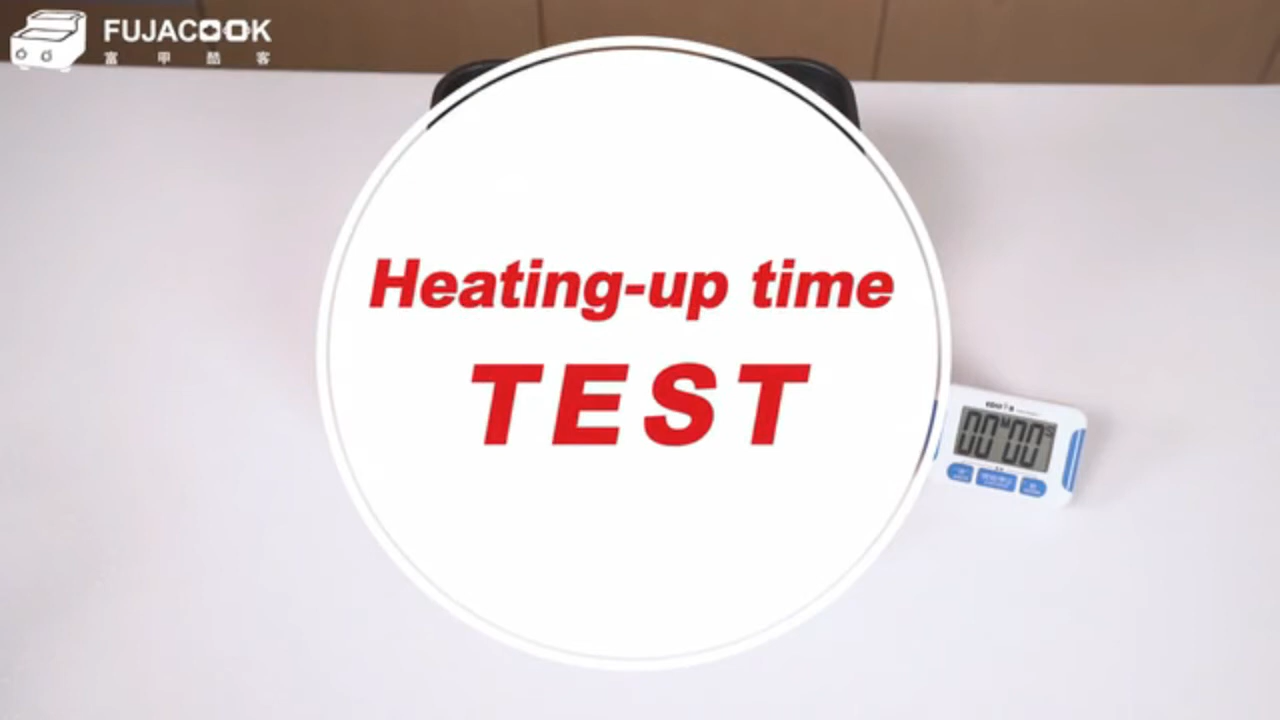 FUJACOOK
富甲酷客
Heating-up time
TEST
00 M 00 S